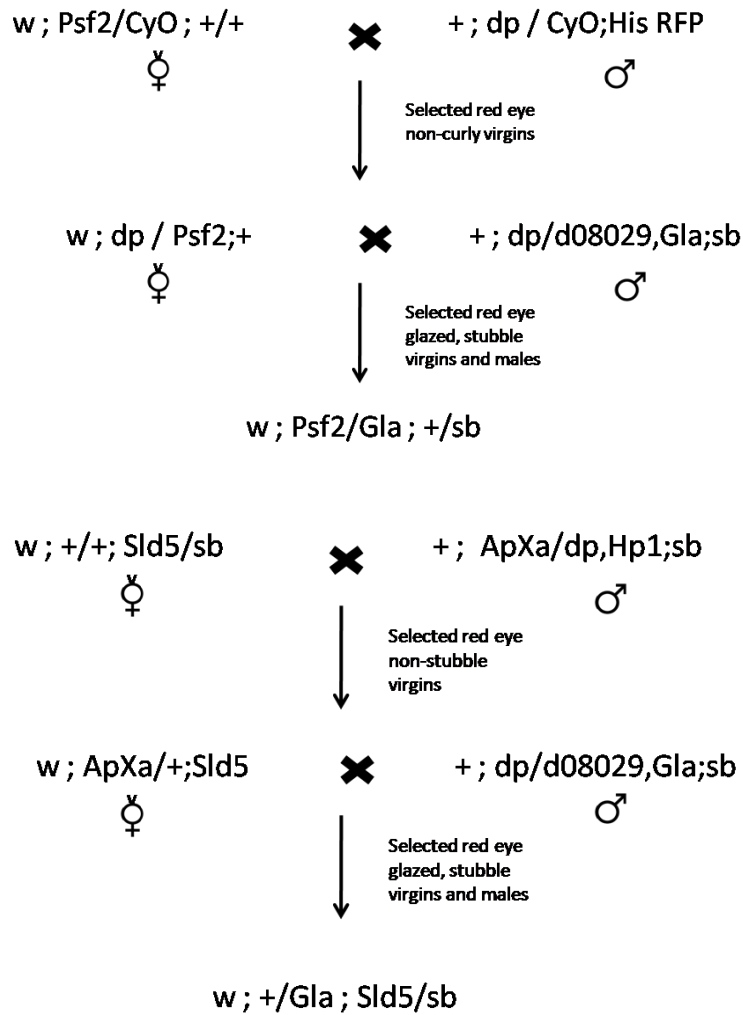 w ; Psf2/CyO ; +/+ + ; dp / CyO;His RFP
Selected red eye
non-curly virgins
w ; dp / Psf2;+ + ; dp/d08029,Gla;sb
Selected red eye
glazed, stubble
virgins and males
w ; Psf2/Gla ; +/sb
w ; +/+; Sld5/sb + ; ApXa/dp,Hp1;sb
Selected red eye
non-stubble
virgins
w ; ApXa/+;Sld5 + ; dp/d08029,Gla;sb
Selected red eye
glazed, stubble
virgins and males
w ; +/Gla ; Sld5/sb